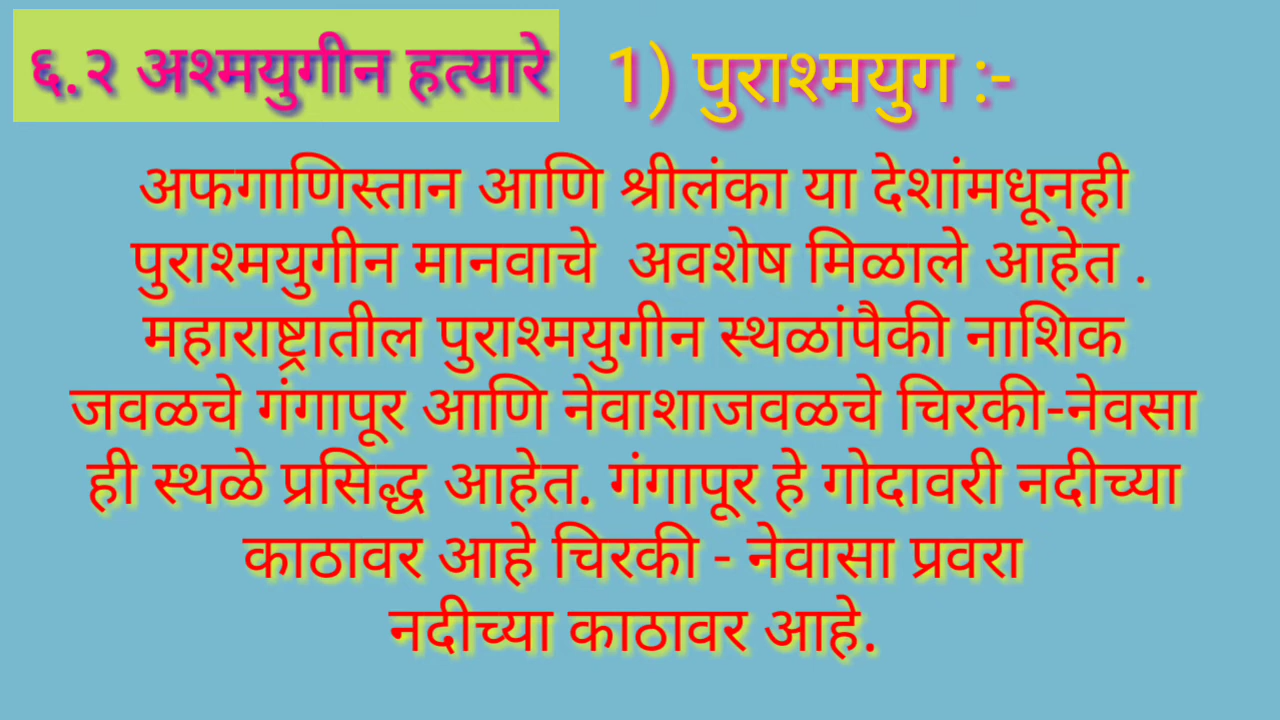 ६.२ अश्मयुगीन हत्यारे
1) पुराश्मयुग :-
अफगाणिस्तान आणि श्रीलंका या देशांमधूनही
पुराश्मयुगीन मानवाचे  अवशेष मिळाले आहेत .
महाराष्ट्रातील पुराश्मयुगीन स्थळांपैकी नाशिक
जवळचे गंगापूर आणि नेवाशाजवळचे चिरकी-नेवसा
ही स्थळे प्रसिद्ध आहेत. गंगापूर हे गोदावरी नदीच्या
काठावर आहे चिरकी - नेवासा प्रवरा
नदीच्या काठावर आहे.